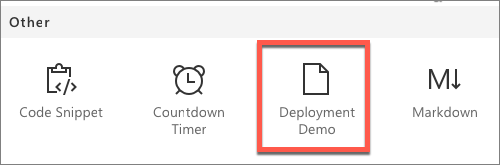 Other
Code Snippet
Countdown
Timer
Deployment
Demo
M↓
Markdown